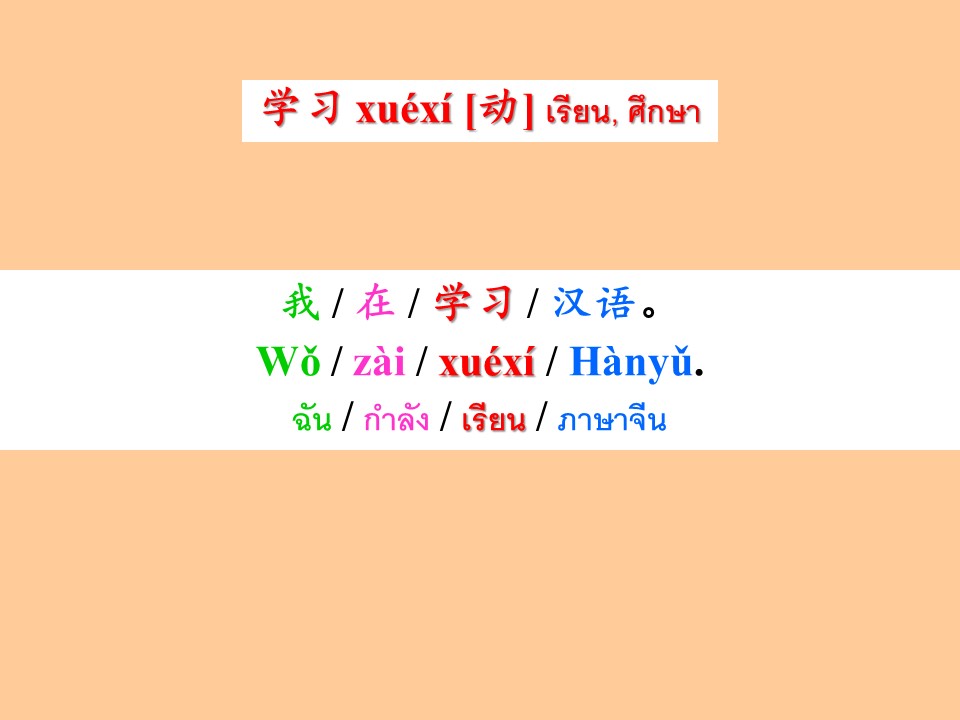 学习 xuéxí [动] เรียน, ศึกษา
我 / 在 / 学习 / 汉语。
Wǒ / zài / xuéxí / Hànyǔ.
ฉัน / กำลัง / เรียน / ภาษาจีน